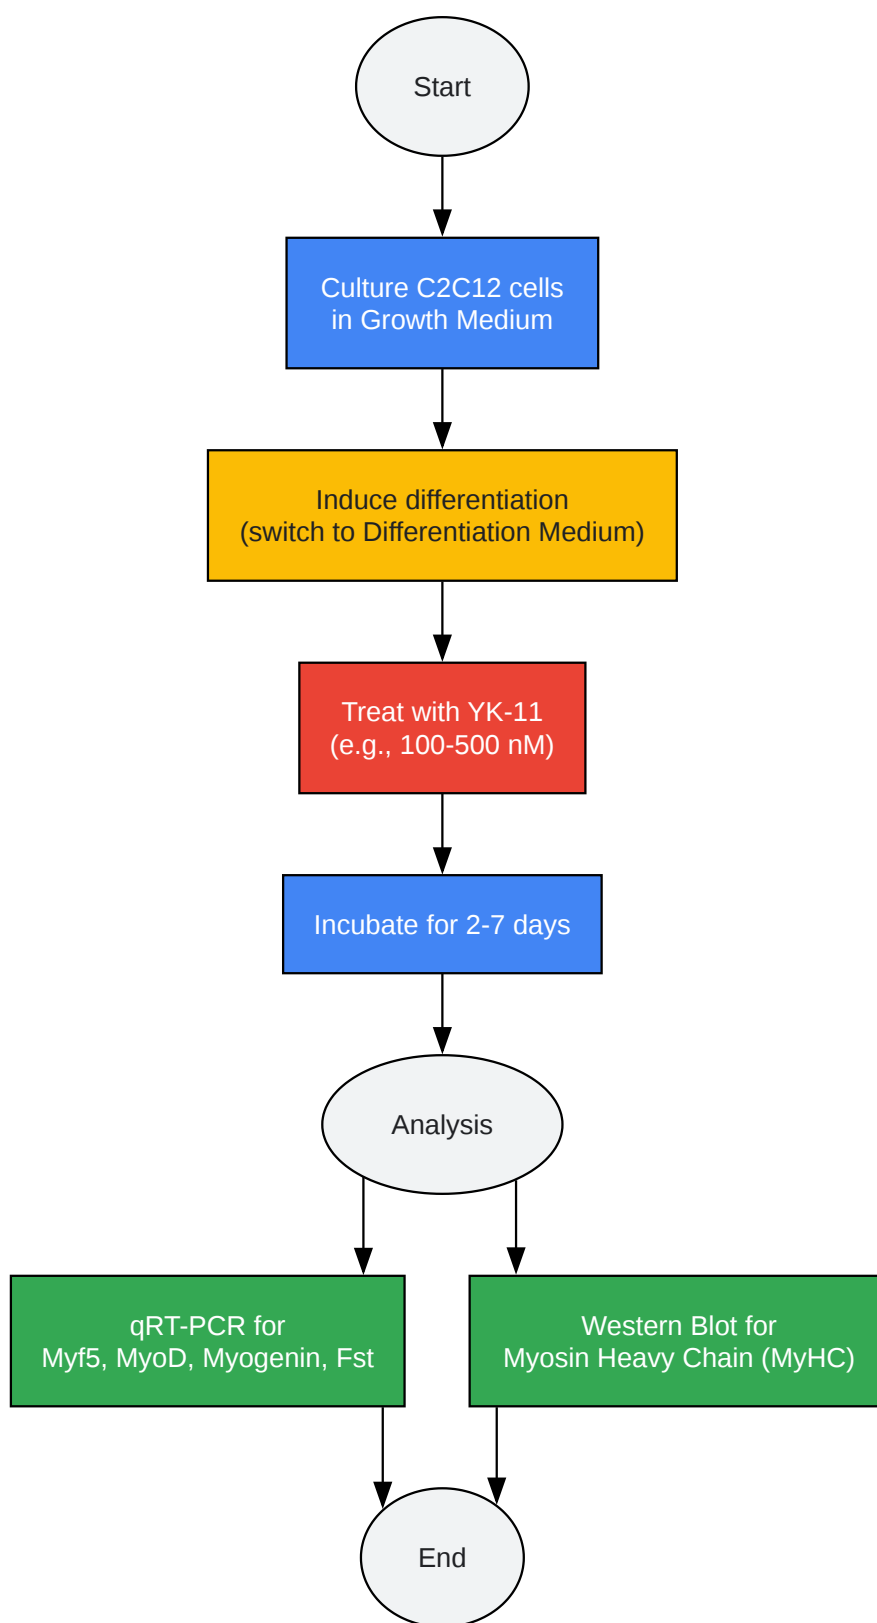 Start
Culture C2C12 cells
in Growth Medium
Induce differentiation
(switch to Differentiation Medium)
Treat with YK-11
(e.g., 100-500 nM)
Incubate for 2-7 days
Analysis
qRT-PCR for
Myf5, MyoD, Myogenin, Fst
Western Blot for
Myosin Heavy Chain (MyHC)
End